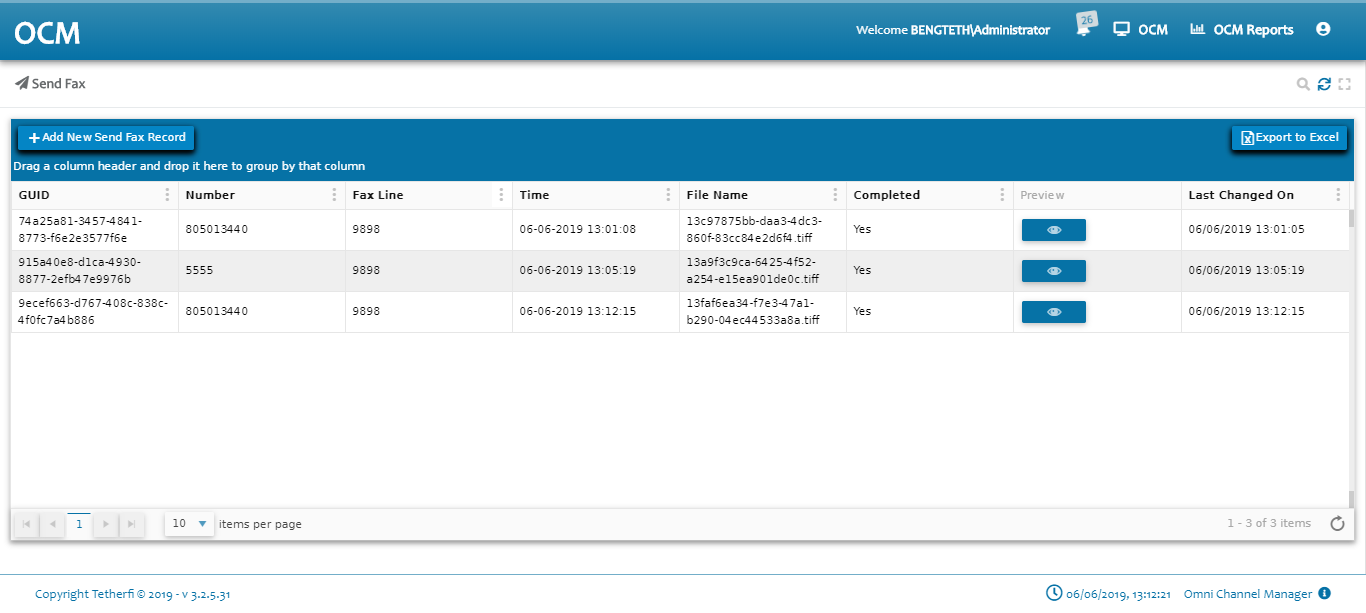 OCM
Welcome BENGTETH\Administrator
26
OCM
OCM Reports
Send Fax
Add New Send Fax Record
Export to Excel
Drag a column header and drop it here to group by that column
GUID Number Fax Line Time File Name Completed Preview Last Changed On
74a25a81-3457-4841-
8773-f6e2e3577f6e
805013440 9898 06-06-2019 13:01:08
13c97875bb-daa3-4dc3-
860f-83cc84e2d6f4.tiff
Yes 06/06/2019 13:01:05
915a40e8-d1ca-4930-
8877-2efb47e9976b
5555 9898 06-06-2019 13:05:19
13a9f3c9ca-6425-4f52-
a254-e15ea901de0c.tiff
Yes 06/06/2019 13:05:19
9ecef663-d767-408c-838c-
4f0fc7a4b886
805013440 9898 06-06-2019 13:12:15
13faf6ea34-f7e3-47a1-
b290-04ec44533a8a.tiff
Yes 06/06/2019 13:12:15
1 10 items per page 1 - 3 of 3 items
Copyright Tetherfi © 2019 - v 3.2.5.31
06/06/2019, 13:12:21 Omni Channel Manager